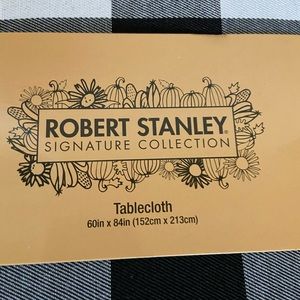 ROBERT STANLEY®
SIGNATURE COLLECTION
Tablecloth
60in x 84in (152cm x 213cm)